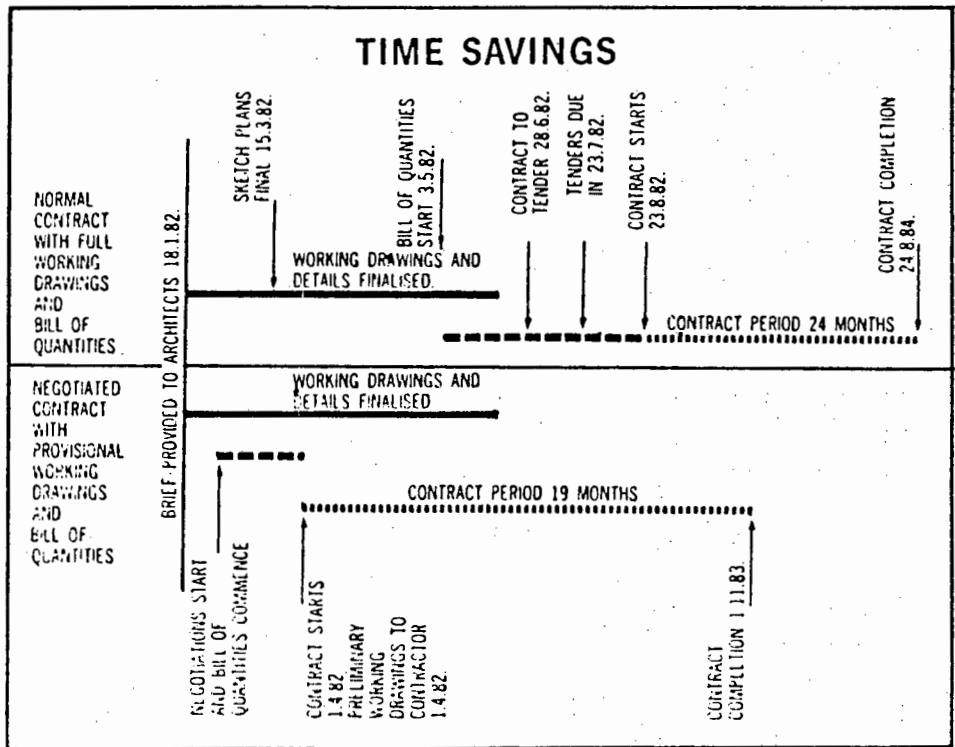 TIME SAVINGS
NORMAL
CONTRACT
WITH FULL
WORKING
DRAWINGS
AND
BILL OF
QUANTITIES
BRIEF PROVIDED TO ARCHITECTS 18.1.82.
SKETCH PLANS
FINAL 15.3.82.
BILL OF QUANTITIES
START 3.5.82.
CONTRACT TO
TENDER 28.6.82.
TENDERS DUE
IN 23.7.82.
CONTRACT STARTS
23.8.82.
CONTRACT COMPLETION
24.8.84.
WORKING DRAWINGS AND
DETAILS FINALISED.
CONTRACT PERIOD 24 MONTHS
NEGOTIATED
CONTRACT
WITH
PROVISIONAL
WORKING
DRAWINGS
AND
BILL OF
QUANTITIES
WORKING DRAWINGS AND
DETAILS FINALISED
CONTRACT PERIOD 19 MONTHS
NEGOTIATIONS START
AND BILL OF
QUANTITIES COMMENCE
CONTRACT STARTS
1.4.82.
PRELIMINARY
WORKING
DRAWINGS TO
CONTRACTOR
1.4.82.
CONTRACT
COMPLETION 1 11.83.